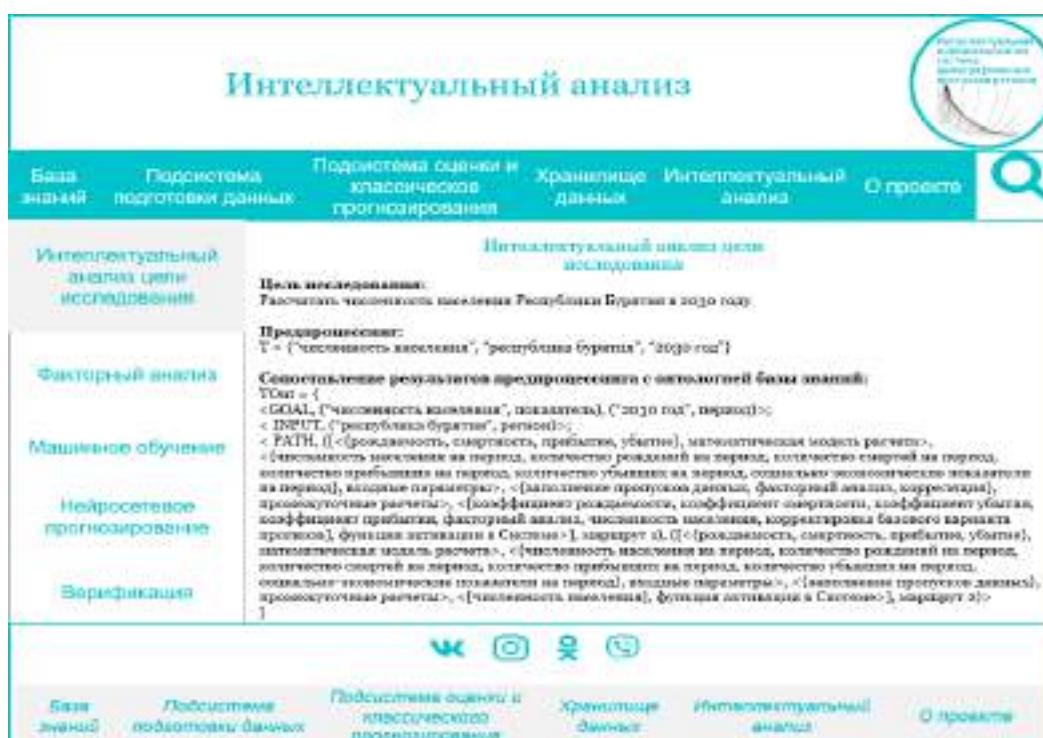 Интеллектуальный анализ
База знаний
Подсистема подготовки данных
Подсистема оценки и классическое прогнозирования
Хранилище данных
Интеллектуальный анализ
О проекте
Интеллектуальный анализ цели исследования
Факторный анализ
Машинное обучение
Нейросетевое прогнозирование
Верификация
Интеллектуальный анализ цели
исследования
Цель исследования:
Рассчитать численность населения Республики Бурятия в 2030 году
Предпроцессинг:
T = {"численность населения", "республика бурятия", "2030 год"}
Сопоставление результатов предпроцессинга с онтологией базы знаний:
TOut = {
<GOAL, {"численность населения", показатель}, {"2030 год", период}>;
< INPUT, {"республика бурятия", регион}>;
< PATH, {[<{рождаемость, смертность, прибытие, убытие}, математическая модель расчета>,
<{численность населения на период, количество рождений на период, количество смертей на период,
количество прибывших на период, количество убывших на период, социально-экономические показатели
на период}, входные параметры>, <{заполнение пропусков данных, факторный анализ, корреляция},
промежуточные расчеты>, <{коэффициент рождаемости, коэффициент смертности, коэффициент убытия,
коэффициент прибытия, факторный анализ, численность населения, корректировка базового варианта
прогноза}, функция активации в Системе>], маршрут 1), ([<{рождаемость, смертность, прибытие, убытие},
математическая модель расчета>, <{численность населения на период, количество рождений на период,
количество смертей на период, количество прибывших на период, количество убывших на период,
социально-экономические показатели на период}, входные параметры>, <{заполнение пропусков данных},
промежуточные расчеты>, <{численность населения}, функция активации в Системе>], маршрут 2)>
}
База знаний
Подсистема подготовки данных
Подсистема оценки и классического прогнозирования
Хранилище данных
Интеллектуальный анализ
О проекте